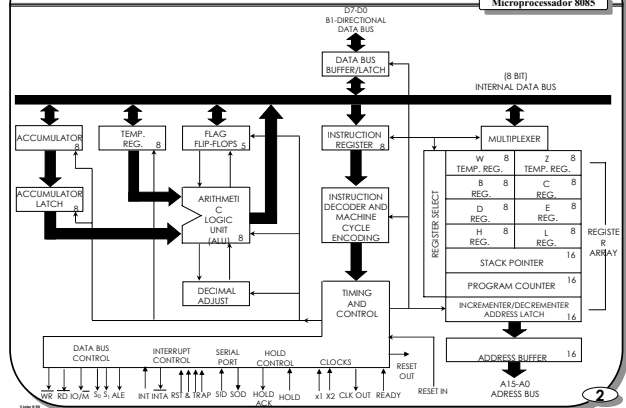 Microprocessador 8085
D7-D0
B1-DIRECTIONAL
DATA BUS
DATA BUS
BUFFER/LATCH
(8 BIT)
INTERNAL DATA BUS
ACCUMULATOR
8
TEMP.
REG. 8
FLAG
FLIP-FLOPS 5
INSTRUCTION
REGISTER 8
MULTIPLEXER
ACCUMULATOR
LATCH
8
ARITHMETI
C
LOGIC
UNIT
(ALU) 8
INSTRUCTION
DECODER AND
MACHINE
CYCLE
ENCODING
REGISTER SELECT
W 8
TEMP. REG.
Z 8
TEMP. REG.
B 8
REG.
C 8
REG.
D 8
REG.
E 8
REG.
H 8
REG.
L 8
REG.
STACK POINTER 16
PROGRAM COUNTER 16
INCREMENTER/DECREMENTER
ADDRESS LATCH 16
REGISTE
R
ARRAY
DECIMAL
ADJUST
TIMING
AND
CONTROL
DATA BUS
CONTROL
INTERRUPT
CONTROL
SERIAL
PORT
HOLD
CONTROL
CLOCKS
RESET
OUT
ADDRESS BUFFER 16
WR RD IO/M S0 S1 ALE INT INTA RST & TRAP SID SOD HOLD
ACK HOLD x1 X2 CLK OUT READY
RESET IN
A15-A0
ADRESS BUS
2